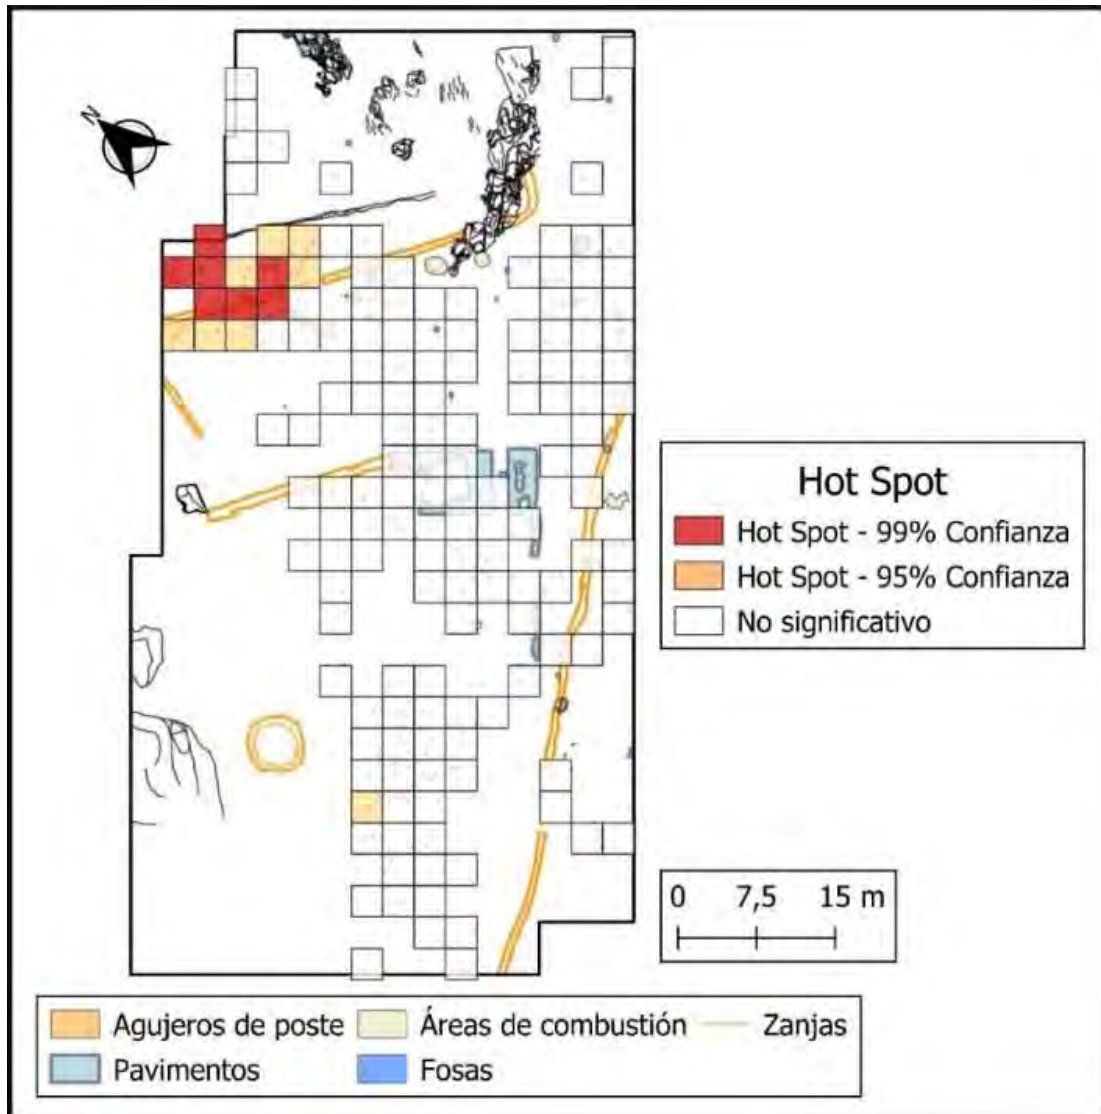 N
Hot Spot
Hot Spot - 99% Confianza
Hot Spot - 95% Confianza
No significativo
0 7,5 15 m
Agujeros de poste Áreas de combustión Zanjas
Pavimentos Fosas